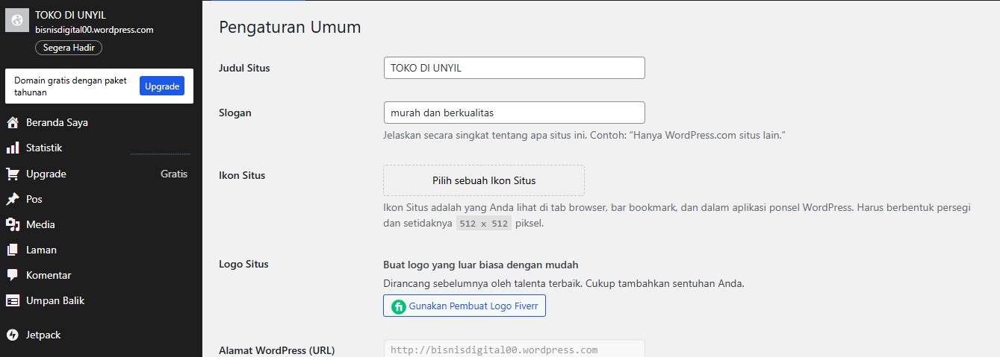 TOKO DI UNYIL
bisnisdigital00.wordpress.com
Segera Hadir
Domain gratis dengan paket
tahunan
Upgrade
Beranda Saya
Statistik
Upgrade Gratis
Pos
Media
Laman
Komentar
Umpan Balik
Jetpack
Pengaturan Umum
Judul Situs
TOKO DI UNYIL
Slogan
murah dan berkualitas
Jelaskan secara singkat tentang apa situs ini. Contoh: “Hanya WordPress.com situs lain.”
Ikon Situs
Pilih sebuah Ikon Situs
Ikon Situs adalah yang Anda lihat di tab browser, bar bookmark, dan dalam aplikasi ponsel WordPress. Harus berbentuk persegi
dan setidaknya 512 x 512 piksel.
Logo Situs
Buat logo yang luar biasa dengan mudah
Dirancang sebelumnya oleh talenta terbaik. Cukup tambahkan sentuhan Anda.
fi Gunakan Pembuat Logo Fiverr
Alamat WordPress (URL)
http://bisnisdigital00.wordpress.com